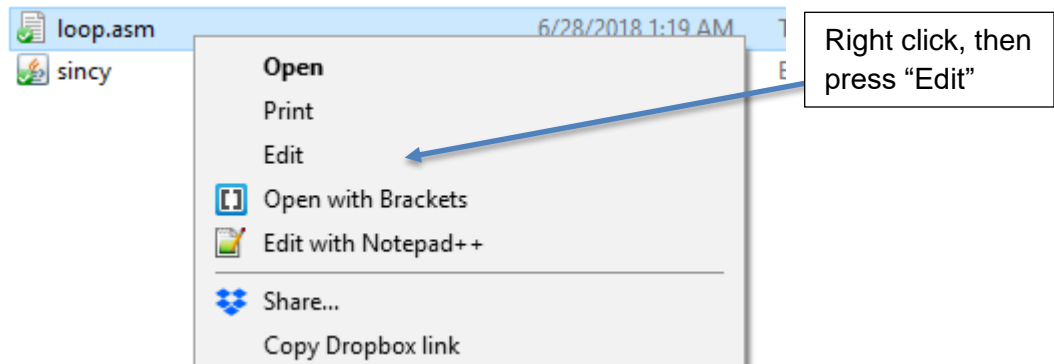 loop.asm 6/28/2018 1:19 AM T
sincy E
Right click, then
press “Edit”
Open
Print
Edit
Open with Brackets
Edit with Notepad++
Share...
Copy Dropbox link